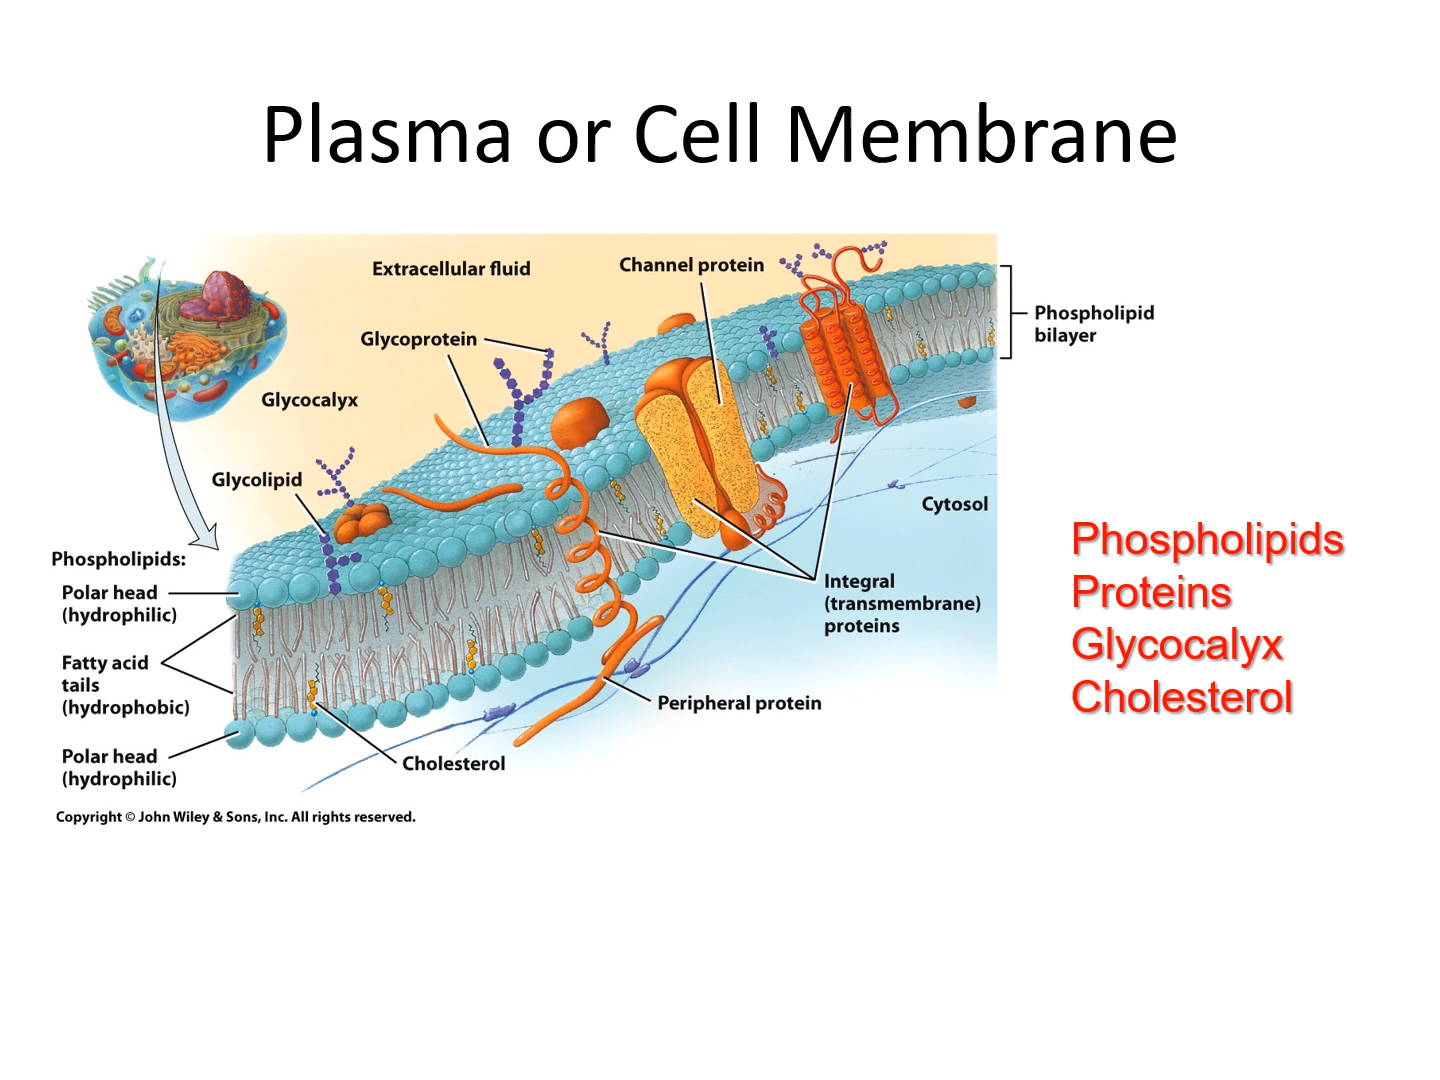 Plasma or Cell Membrane
Extracellular fluid
Channel protein
Glycoprotein
Phospholipid
bilayer
Glycocalyx
Glycolipid
Cytosol
Phospholipids:
Polar head
(hydrophilic)
Fatty acid
tails
(hydrophobic)
Polar head
(hydrophilic)
Integral
(transmembrane)
proteins
Peripheral protein
Cholesterol
Copyright © John Wiley & Sons, Inc. All rights reserved.
Phospholipids
Proteins
Glycocalyx
Cholesterol